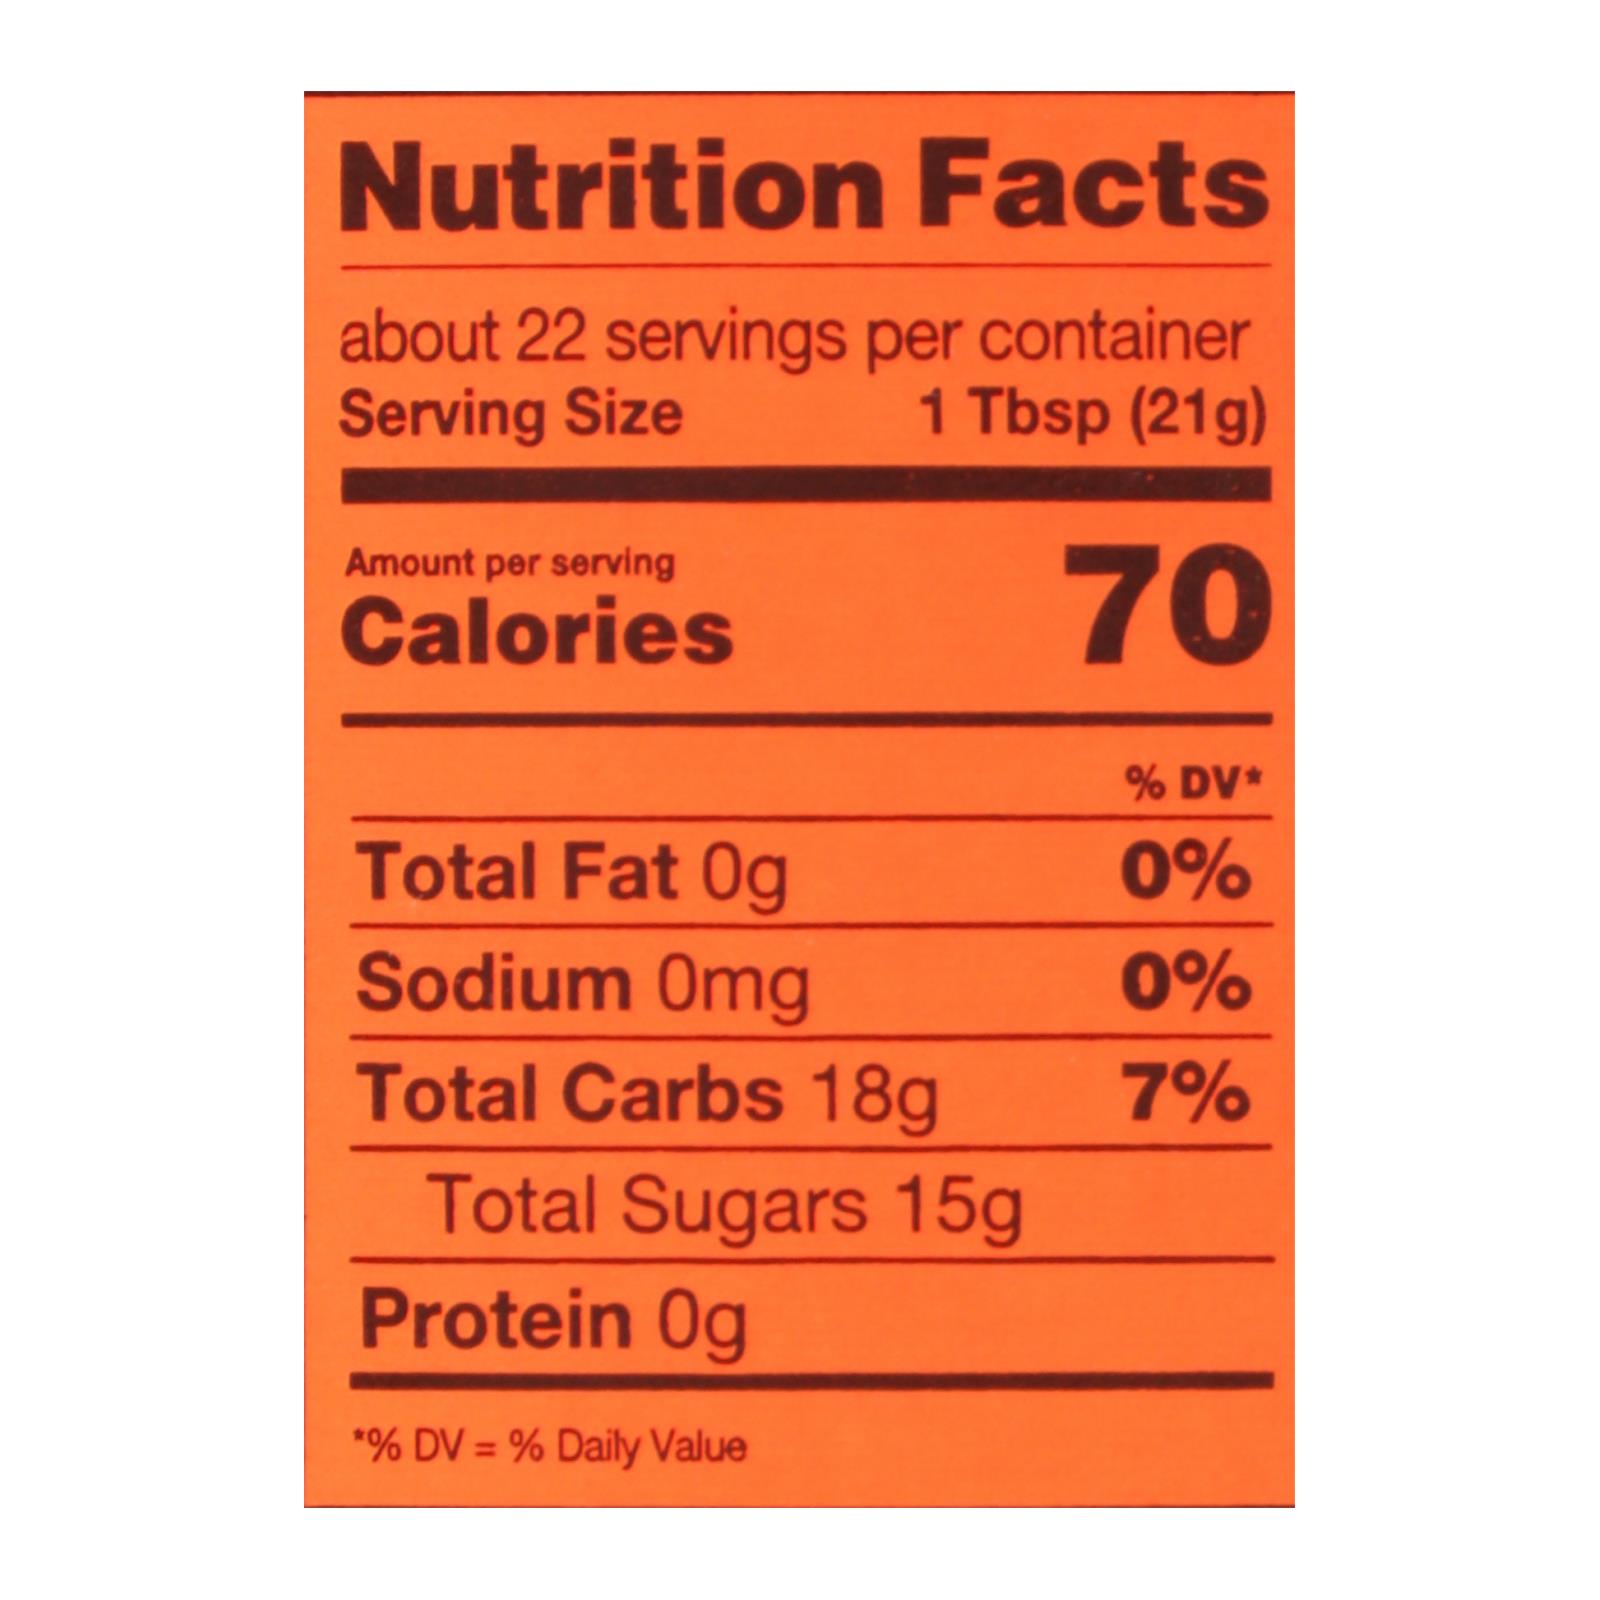 Nutrition Facts
about 22 servings per container
Serving Size 1 Tbsp (21g)
Amount per serving
Calories 70
% DV*
Total Fat 0g 0%
Sodium 0mg 0%
Total Carbs 18g 7%
Total Sugars 15g
Protein 0g
*% DV = % Daily Value